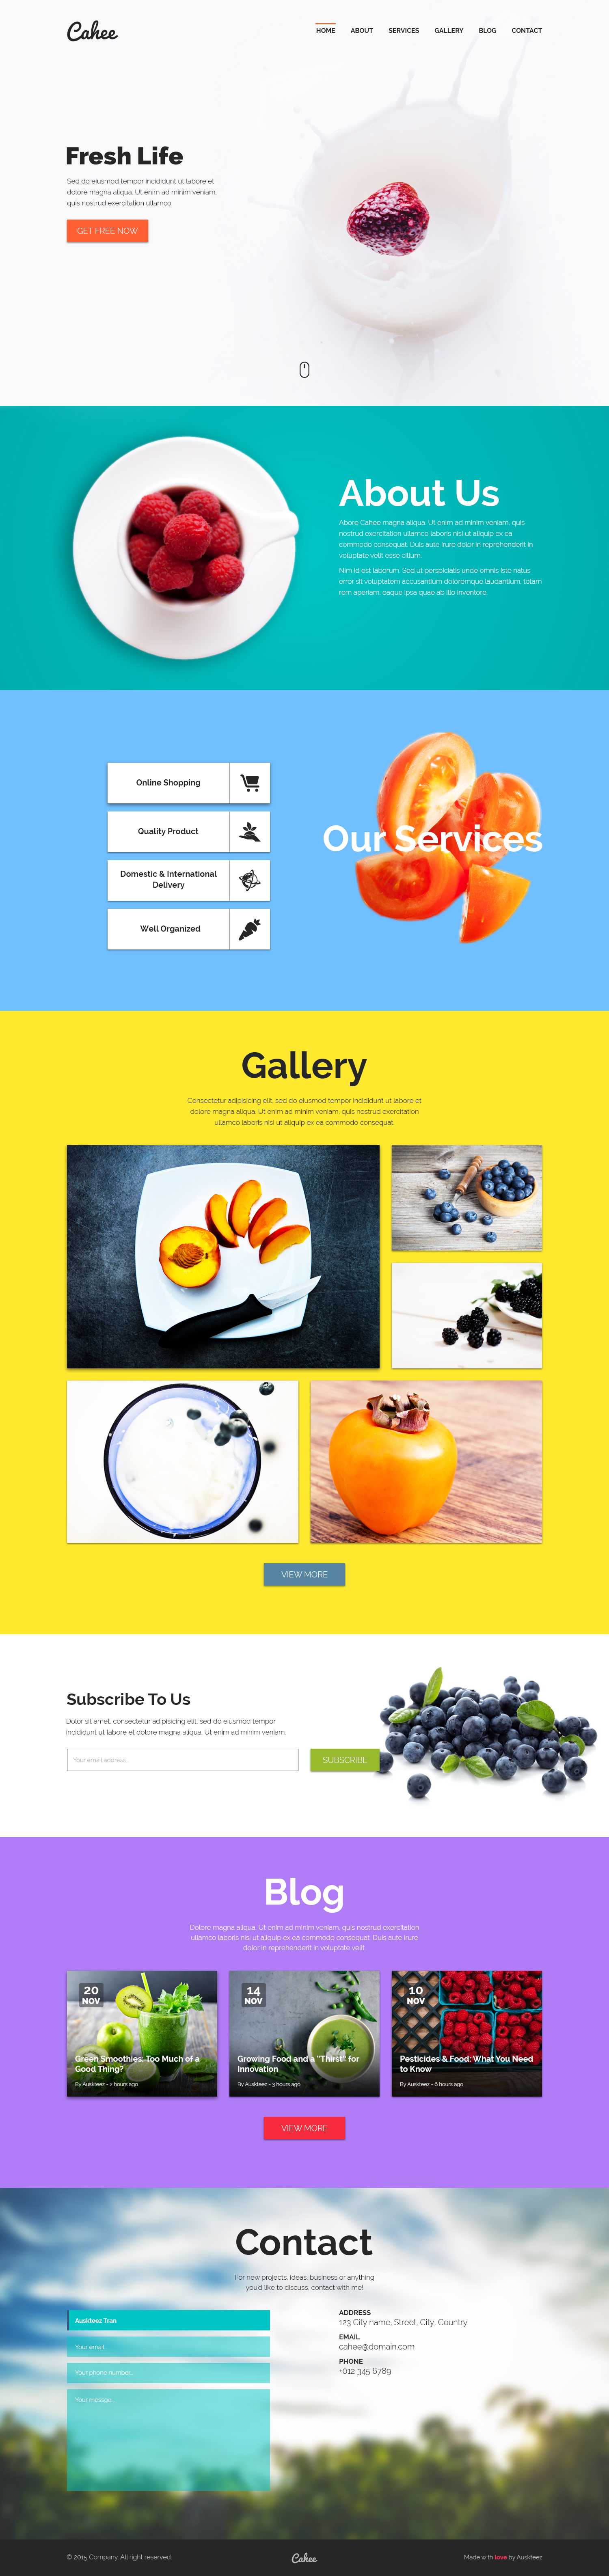 Cahee
HOME ABOUT SERVICES GALLERY BLOG CONTACT
Fresh Life
Sed do eiusmod tempor incididunt ut labore et
dolore magna aliqua. Ut enim ad minim veniam,
quis nostrud exercitation ullamco.
GET FREE NOW
About Us
Abore Cahee magna aliqua. Ut enim ad minim veniam, quis
nostrud exercitation ullamco laboris nisi ut aliquip ex ea
commodo consequat. Duis aute irure dolor in reprehenderit in
voluptate velit esse cillum.
Nim id est laborum. Sed ut perspiciatis unde omnis iste natus
error sit voluptatem accusantium doloremque laudantium, totam
rem aperiam, eaque ipsa quae ab illo inventore.
Online Shopping
Quality Product
Domestic & International
Delivery
Well Organized
Our Services
Gallery
Consectetur adipisicing elit, sed do eiusmod tempor incididunt ut labore et
dolore magna aliqua. Ut enim ad minim veniam, quis nostrud exercitation
ullamco laboris nisi ut aliquip ex ea commodo consequat.
VIEW MORE
Subscribe To Us
Dolor sit amet, consectetur adipisicing elit, sed do eiusmod tempor
incididunt ut labore et dolore magna aliqua. Ut enim ad minim veniam
Your email address...
SUBSCRIBE
Blog
Dolore magna aliqua. Ut enim ad minim veniam, quis nostrud exercitation
ullamco laboris nisi ut aliquip ex ea commodo consequat. Duis aute irure
dolor in reprehenderit in voluptate velit.
20
NOV
Green Smoothies: Too Much of a
Good Thing?
By Auskteez - 2 hours ago
14
NOV
Growing Food and a "Thirst" for
Innovation
By Auskteez - 3 hours ago
10
NOV
Pesticides & Food: What You Need
to Know
By Auskteez - 6 hours ago
VIEW MORE
Contact
For new projects, ideas, business or anything
you'd like to discuss, contact with me!
Auskteez Tran
Your email...
Your phone number...
Your messge...
ADDRESS
123 City name, Street, City, Country
EMAIL
cahee@domain.com
PHONE
+012 345 6789
© 2015 Company. All right reserved.
Cahee
Made with love by Auskteez